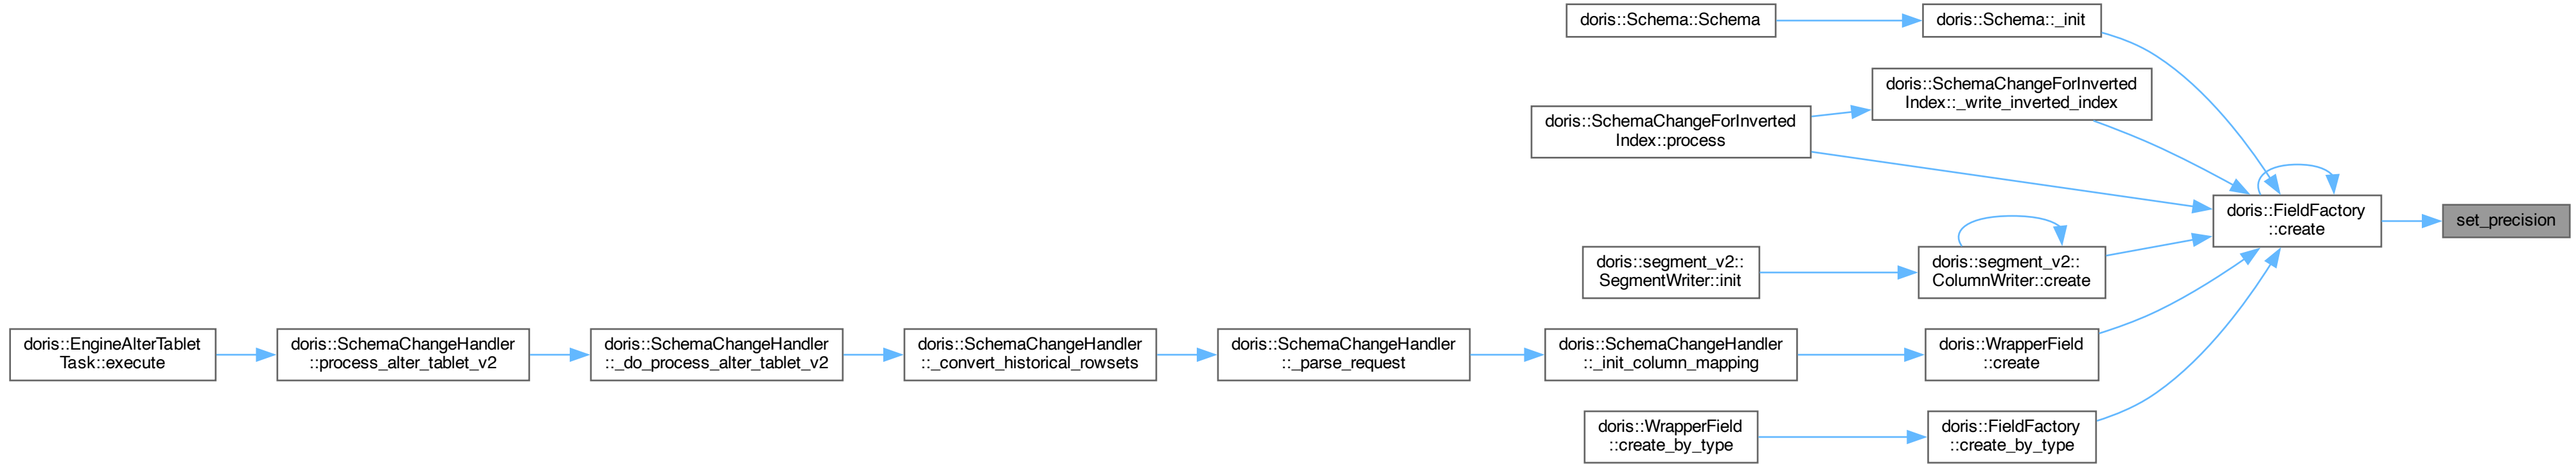 doris::Schema::Schema
doris::Schema::_init
doris::SchemaChangeForInverted
Index::_write_inverted_index
doris::SchemaChangeForInverted
Index::process
doris::FieldFactory
::create
set_precision
doris::segment_v2::
SegmentWriter::init
doris::segment_v2::
ColumnWriter::create
doris::EngineAlterTablet
Task::execute
doris::SchemaChangeHandler
::process_alter_tablet_v2
doris::SchemaChangeHandler
::_do_process_alter_tablet_v2
doris::SchemaChangeHandler
::_convert_historical_rowsets
doris::SchemaChangeHandler
::_parse_request
doris::SchemaChangeHandler
::_init_column_mapping
doris::WrapperField
::create
doris::WrapperField
::create_by_type
doris::FieldFactory
::create_by_type